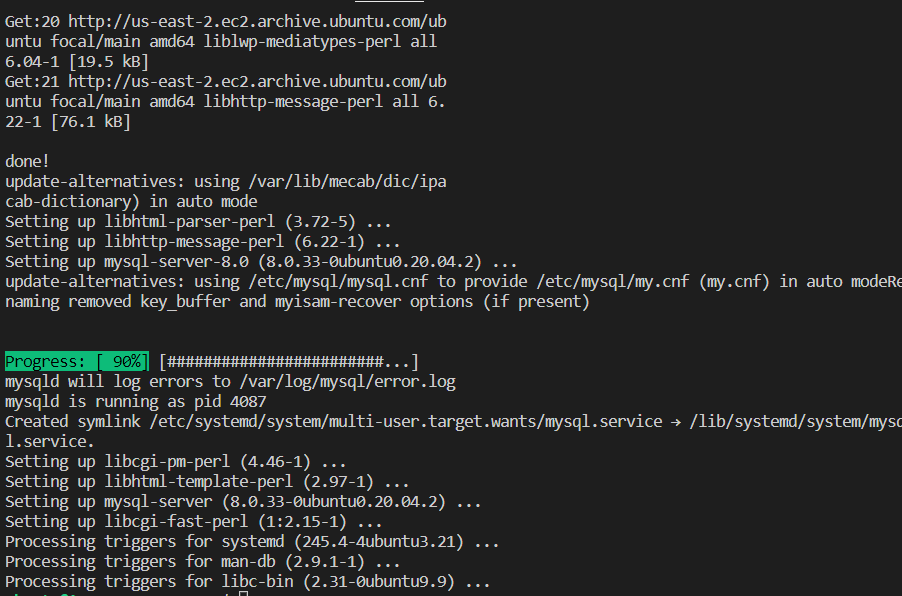 Get:20 http://us-east-2.ec2.archive.ubuntu.com/ub
untu focal/main amd64 liblwp-mediatypes-perl all
6.04-1 [19.5 kB]
Get:21 http://us-east-2.ec2.archive.ubuntu.com/ub
untu focal/main amd64 libhttp-message-perl all 6.
22-1 [76.1 kB]
done!
update-alternatives: using /var/lib/mecab/dic/ipa
cab-dictionary) in auto mode
Setting up libhtml-parser-perl (3.72-5) ...
Setting up libhttp-message-perl (6.22-1) ...
Setting up mysql-server-8.0 (8.0.33-0ubuntu0.20.04.2) ...
update-alternatives: using /etc/mysql/mysql.cnf to provide /etc/mysql/my.cnf (my.cnf) in auto modeRe
naming removed key_buffer and myisam-recover options (if present)
Progress: [ 90%] [########################...]
mysqld will log errors to /var/log/mysql/error.log
mysqld is running as pid 4087
Created symlink /etc/systemd/system/multi-user.target.wants/mysql.service → /lib/systemd/system/mysq
l.service.
Setting up libcgi-pm-perl (4.46-1) ...
Setting up libhtml-template-perl (2.97-1) ...
Setting up mysql-server (8.0.33-0ubuntu0.20.04.2) ...
Setting up libcgi-fast-perl (1:2.15-1) ...
Processing triggers for systemd (245.4-4ubuntu3.21) ...
Processing triggers for man-db (2.9.1-1) ...
Processing triggers for libc-bin (2.31-0ubuntu9.9) ...